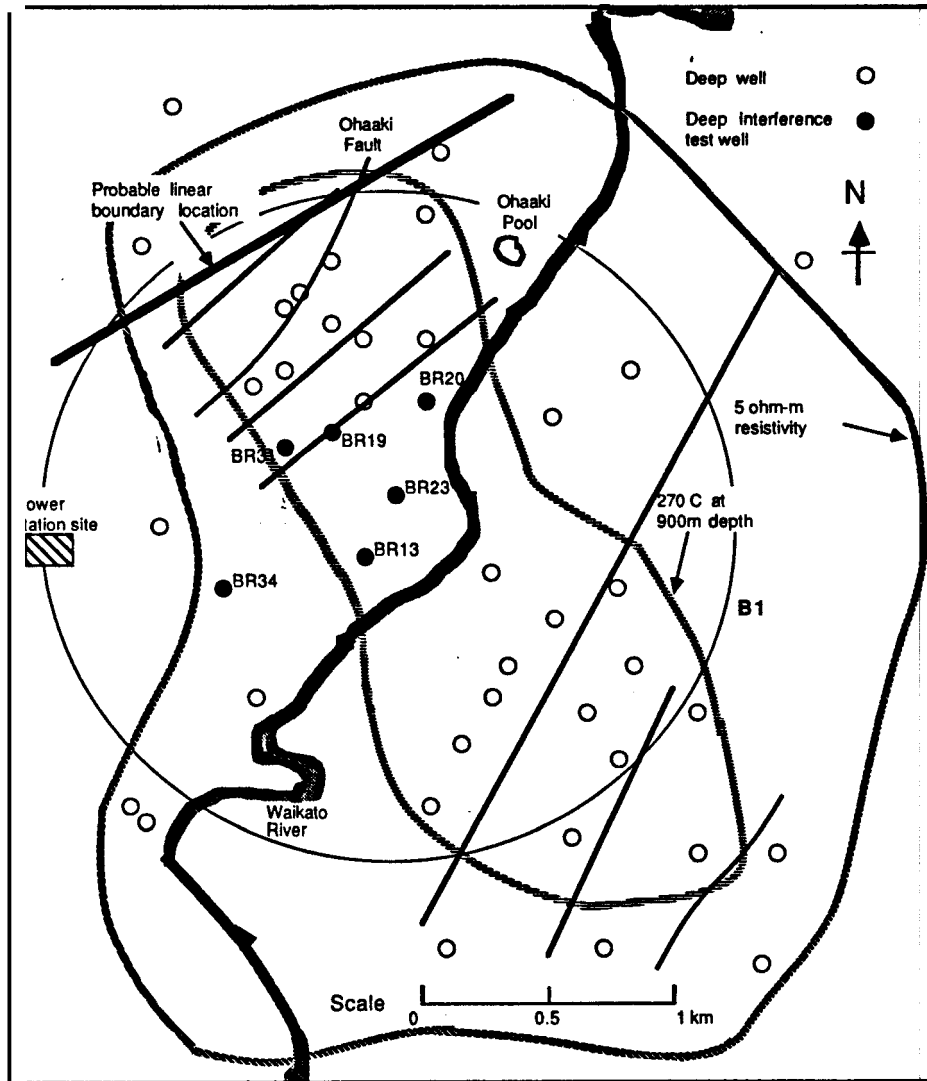 Deep well
Deep Interference
test well
Ohaaki
Fault
Probable linear
boundary location
Ohaaki
Pool
N
BR20
5 ohm-m
resistivity
BR19
BR23
270 C at
900m depth
ower
tation site
BR13
BR34
B1
Waikato
River
Scale
0
0.5
1 km